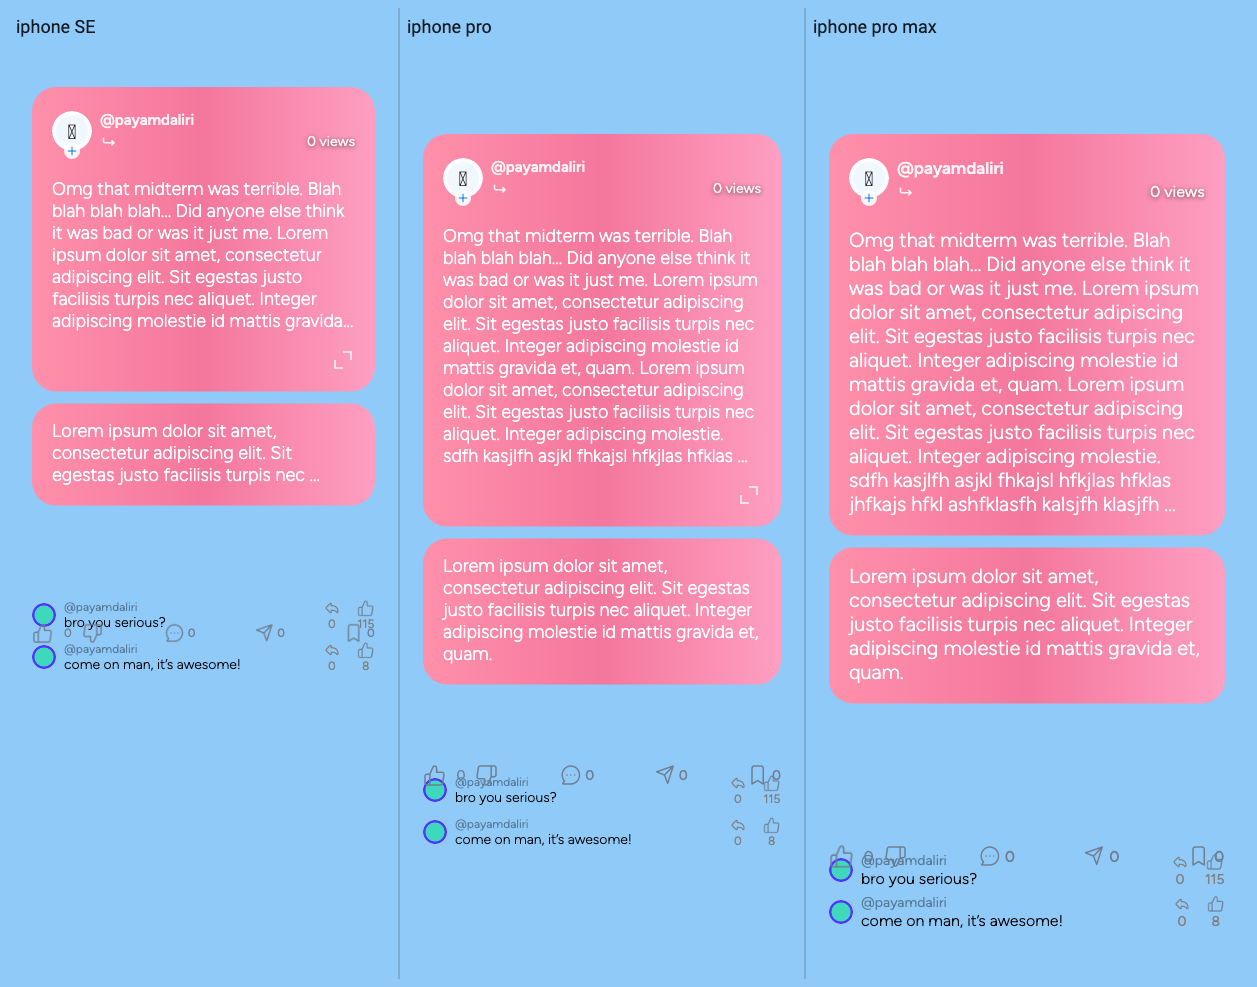 iphone SE
@payamdaliri
0 views
Omg that midterm was terrible. Blah
blah blah blah... Did anyone else think
it was bad or was it just me. Lorem
ipsum dolor sit amet, consectetur
adipiscing elit. Sit egestas justo
facilisis turpis nec aliquet. Integer
adipiscing molestie id mattis gravida...
Lorem ipsum dolor sit amet,
consectetur adipiscing elit. Sit
egestas justo facilisis turpis nec ...
@payamdaliri
bro you serious?
0 115
0 0 0 0
@payamdaliri
come on man, it's awesome!
0 8
iphone pro
@payamdaliri
0 views
Omg that midterm was terrible. Blah
blah blah blah... Did anyone else think it
was bad or was it just me. Lorem ipsum
dolor sit amet, consectetur adipiscing
elit. Sit egestas justo facilisis turpis nec
aliquet. Integer adipiscing molestie id
mattis gravida et, quam. Lorem ipsum
dolor sit amet, consectetur adipiscing
elit. Sit egestas justo facilisis turpis nec
aliquet. Integer adipiscing molestie.
sdfh kasjlfh asjkl fhkajsl hfkjlas hfklas ...
Lorem ipsum dolor sit amet,
consectetur adipiscing elit. Sit egestas
justo facilisis turpis nec aliquet. Integer
adipiscing molestie id mattis gravida et,
quam.
0 0 0 0
@payamdaliri
bro you serious?
0 115
@payamdaliri
come on man, it's awesome!
0 8
iphone pro max
@payamdaliri
0 views
Omg that midterm was terrible. Blah
blah blah blah... Did anyone else think it
was bad or was it just me. Lorem ipsum
dolor sit amet, consectetur adipiscing
elit. Sit egestas justo facilisis turpis nec
aliquet. Integer adipiscing molestie id
mattis gravida et, quam. Lorem ipsum
dolor sit amet, consectetur adipiscing
elit. Sit egestas justo facilisis turpis nec
aliquet. Integer adipiscing molestie.
sdfh kasjlfh asjkl fhkajsl hfkjlas hfklas
jhfkajs hfkl ashfklasfh kalsjfh klasjfh ...
Lorem ipsum dolor sit amet,
consectetur adipiscing elit. Sit egestas
justo facilisis turpis nec aliquet. Integer
adipiscing molestie id mattis gravida et,
quam.
0 0 0 0
@payamdaliri
bro you serious?
0 115
@payamdaliri
come on man, it's awesome!
0 8